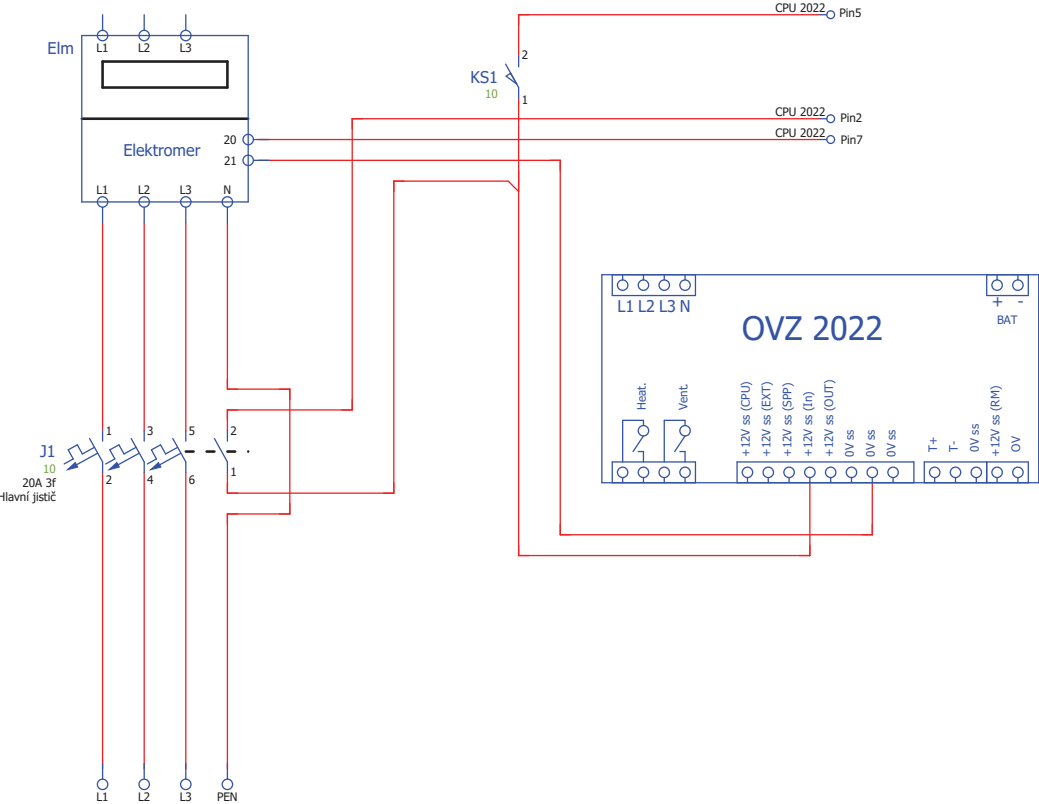 CPU 2022 Pin5
Elm
L1 L2 L3
2
KS1
10
1
CPU 2022 Pin2
CPU 2022 Pin7
20
Elektromer
21
L1 L2 L3 N
L1 L2 L3 N
+ -
BAT
OVZ 2022
Heat.
Vent.
+12V ss (CPU)
+12V ss (EXT)
+12V ss (SPP)
+12V ss (In)
+12V ss (OUT)
0V ss
0V ss
0V ss
T+
T-
0V ss
+12V ss (RM)
OV
1 3 5 2
J1
10
20A 3f
Hlavní jistič
2 4 6 1
L1 L2 L3 PEN